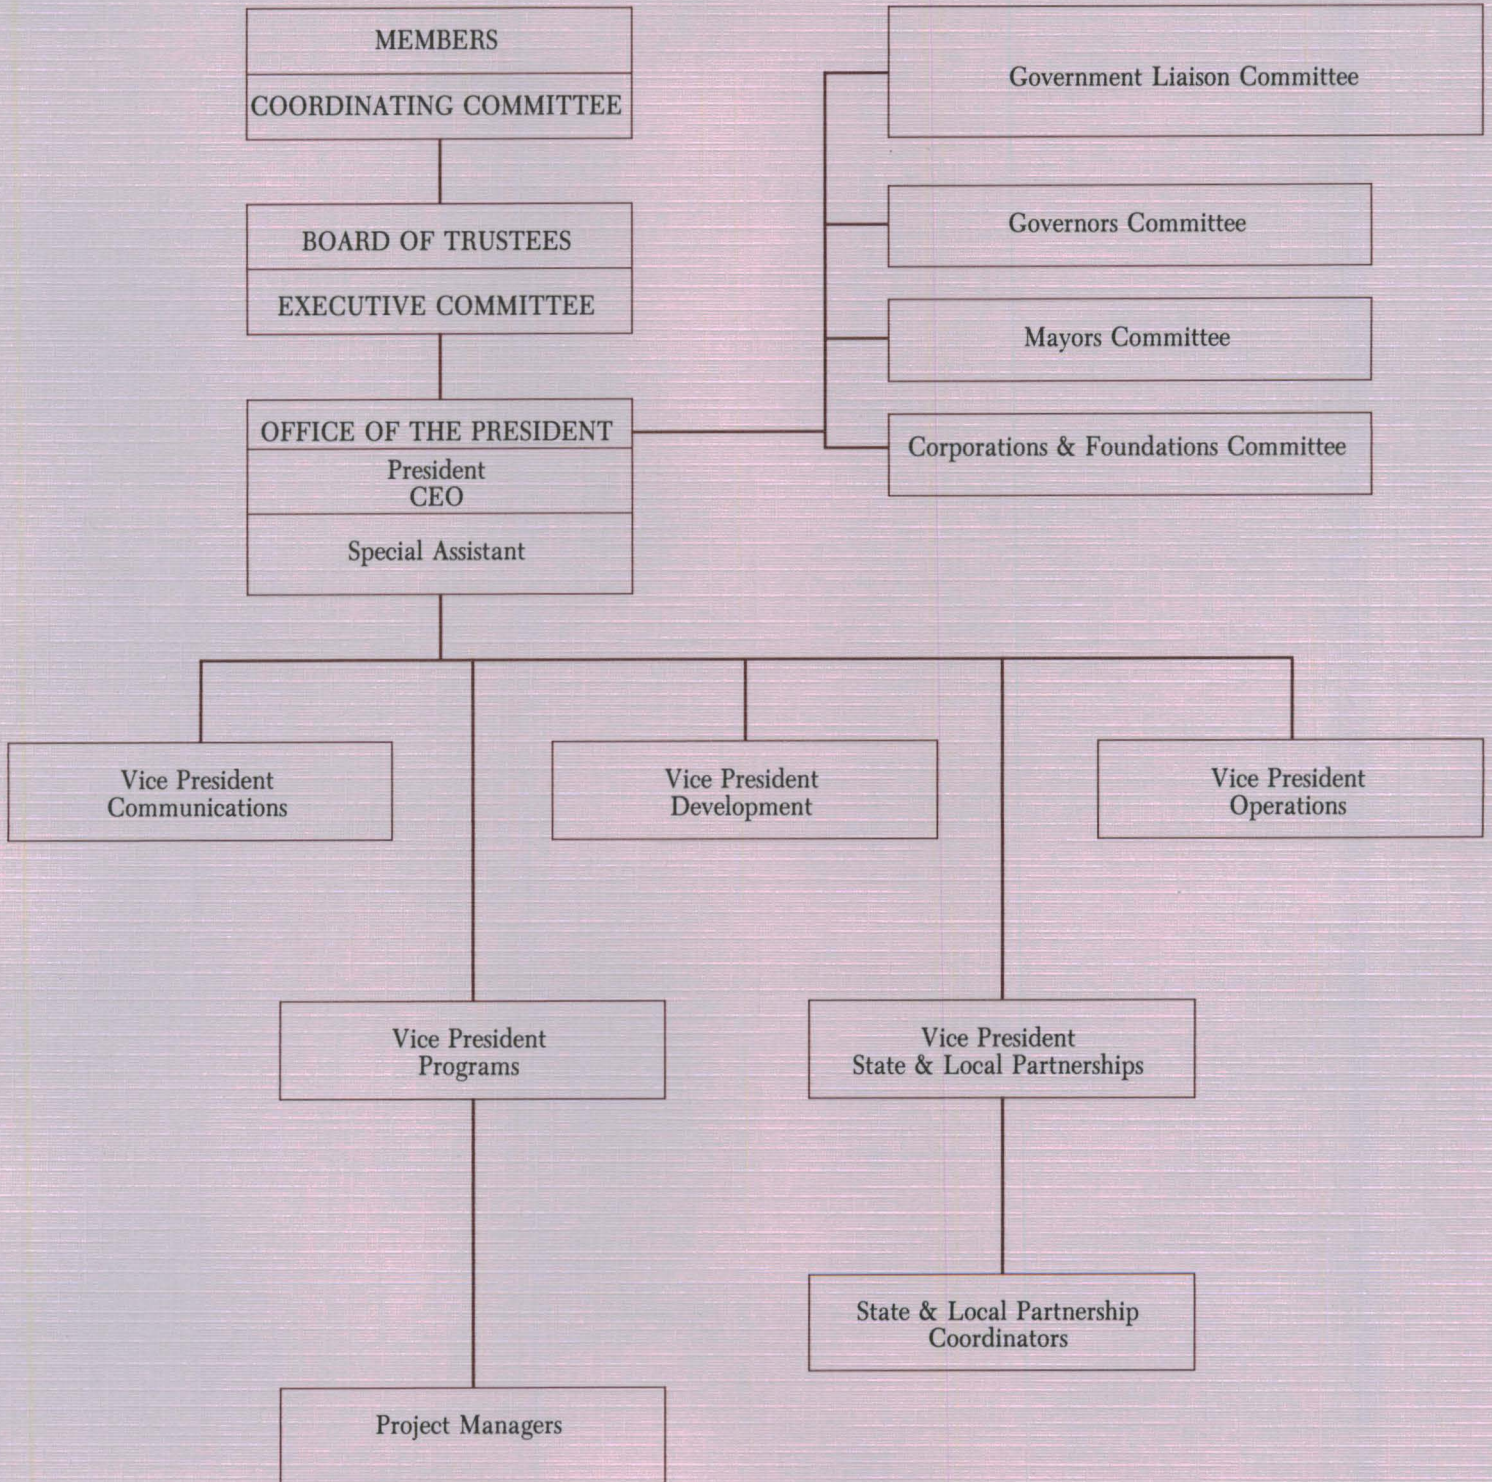 MEMBERS
COORDINATING COMMITTEE
BOARD OF TRUSTEES
EXECUTIVE COMMITTEE
OFFICE OF THE PRESIDENT
President
CEO
Special Assistant
Government Liaison Committee
Governors Committee
Mayors Committee
Corporations & Foundations Committee
Vice President
Communications
Vice President
Development
Vice President
Operations
Vice President
Programs
Vice President
State & Local Partnerships
State & Local Partnership
Coordinators
Project Managers